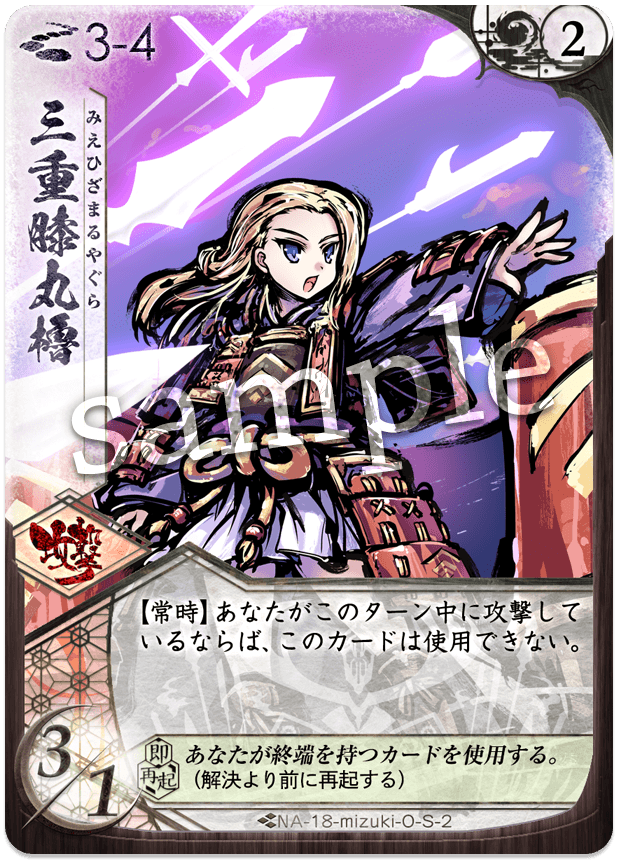 3-4
2
三重膝丸櫓
みえひざまるやぐら
sample
攻撃
【常時】あなたがこのターン中に攻撃して
いるならば、このカードは使用できない。
3/1
即再起
あなたが終端を持つカードを使用する。
（解決より前に再起する）
NA-18-mizuki-O-S-2